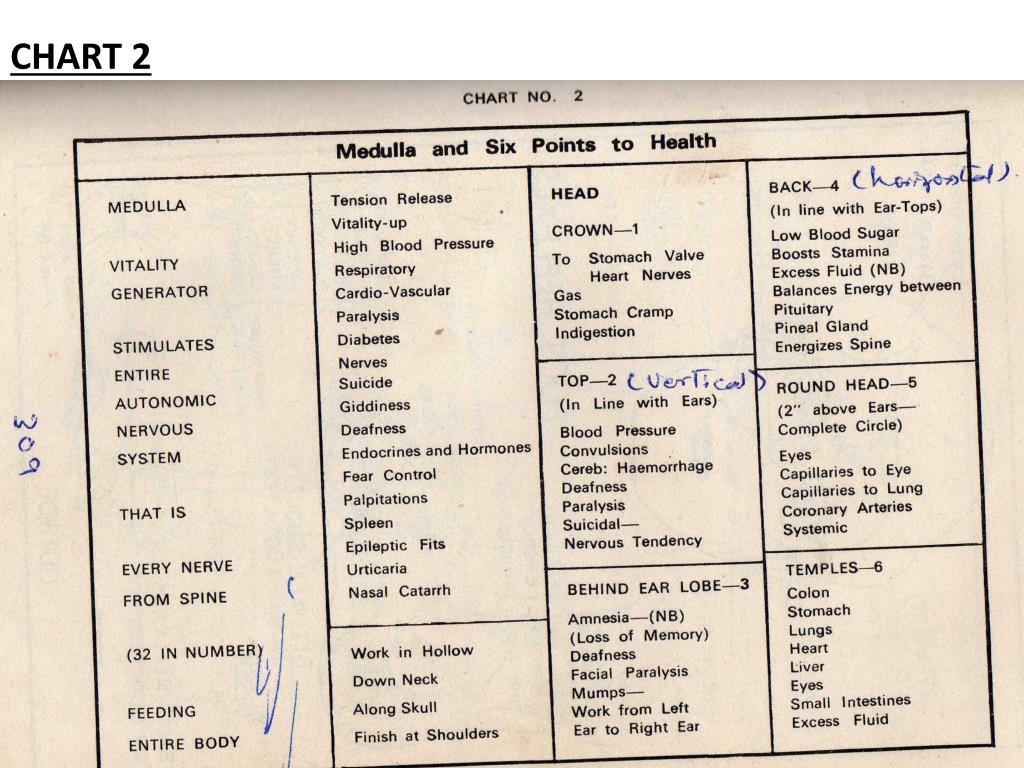 CHART 2
CHART NO. 2
Medulla and Six Points to Health
MEDULLA
VITALITY
GENERATOR
STIMULATES
ENTIRE
AUTONOMIC
NERVOUS
SYSTEM
THAT IS
EVERY NERVE
FROM SPINE
(32 IN NUMBER)
FEEDING
ENTIRE BODY
Tension Release
Vitality-up
High Blood Pressure
Respiratory
Cardio-Vascular
Paralysis
Diabetes
Nerves
Suicide
Giddiness
Deafness
Endocrines and Hormones
Fear Control
Palpitations
Spleen
Epileptic Fits
Urticaria
Nasal Catarrh
Work in Hollow
Down Neck
Along Skull
Finish at Shoulders
HEAD
CROWN—1
To Stomach Valve
Heart Nerves
Gas
Stomach Cramp
Indigestion
TOP—2 (Vertical)
(In Line with Ears)
Blood Pressure
Convulsions
Cereb: Haemorrhage
Deafness
Paralysis
Suicidal—
Nervous Tendency
BEHIND EAR LOBE—3
Amnesia—(NB)
(Loss of Memory)
Deafness
Facial Paralysis
Mumps—
Work from Left
Ear to Right Ear
BACK—4 (horizontal).
(In line with Ear-Tops)
Low Blood Sugar
Boosts Stamina
Excess Fluid (NB)
Balances Energy between
Pituitary
Pineal Gland
Energizes Spine
ROUND HEAD—5
(2" above Ears—
Complete Circle)
Eyes
Capillaries to Eye
Capillaries to Lung
Coronary Arteries
Systemic
TEMPLES—6
Colon
Stomach
Lungs
Heart
Liver
Eyes
Small Intestines
Excess Fluid
309